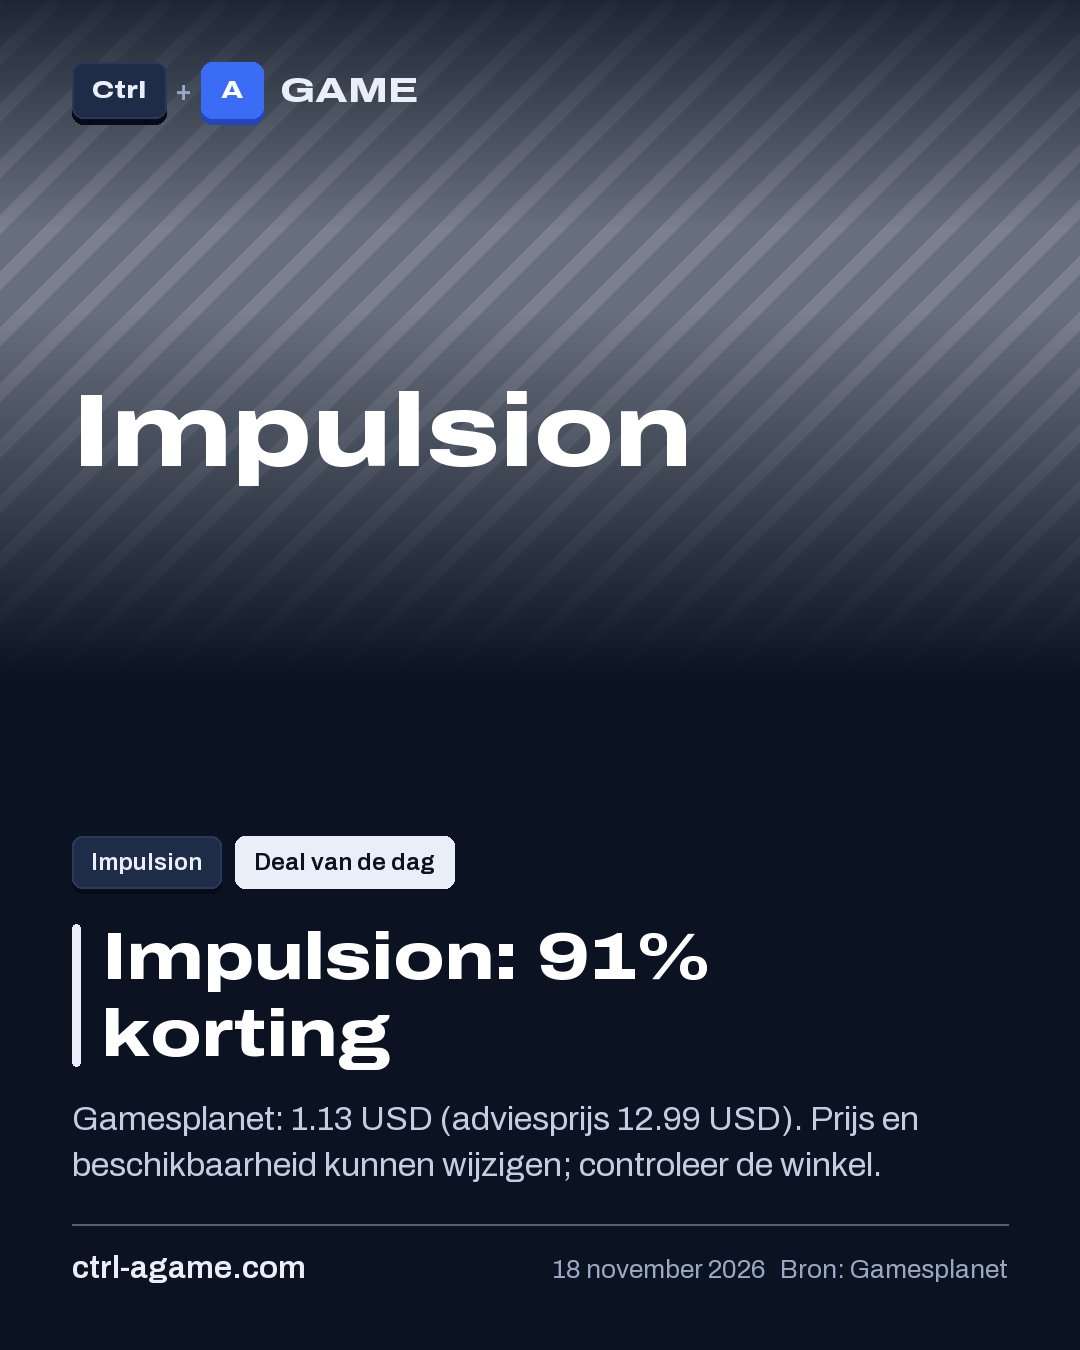 Ctrl + A GAME
Impulsion
Impulsion Deal van de dag
Impulsion: 91%
korting
Gamesplanet: 1.13 USD (adviesprijs 12.99 USD). Prijs en
beschikbaarheid kunnen wijzigen; controleer de winkel.
ctrl-agame.com 18 november 2026 Bron: Gamesplanet